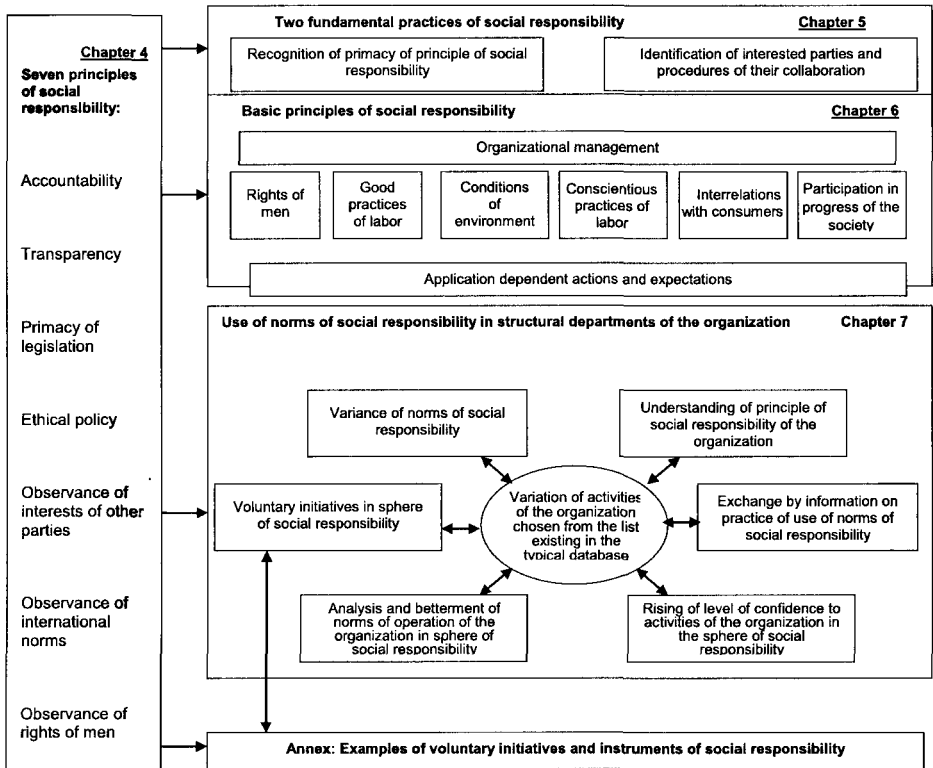 Chapter 4
Seven principles
of social
responsibility:
Accountability
Transparency
Primacy of
legislation
Ethical policy
Observance of
interests of other
parties
Observance of
international
norms
Observance of
rights of men
Two fundamental practices of social responsibility
Chapter 5
Recognition of primacy of principle of social
responsibility
Identification of interested parties and
procedures of their collaboration
Basic principles of social responsibility
Chapter 6
Organizational management
Rights of
men
Good
practices
of labor
Conditions
of
environment
Conscientious
practices of
labor
Interrelations
with consumers
Participation in
progress of the
society
Application dependent actions and expectations
Use of norms of social responsibility in structural departments of the organization
Chapter 7
Variance of norms of social
responsibility
Understanding of principle of
social responsibility of the
organization
Voluntary initiatives in sphere
of social responsibility
Variation of activities
of the organization
chosen from the list
existing in the
typical database
Exchange by information on
practice of use of norms of
social responsibility
Analysis and betterment of
norms of operation of the
organization in sphere of
social responsibility
Rising of level of confidence to
activities of the organization in
the sphere of social
responsibility
Annex: Examples of voluntary initiatives and instruments of social responsibility